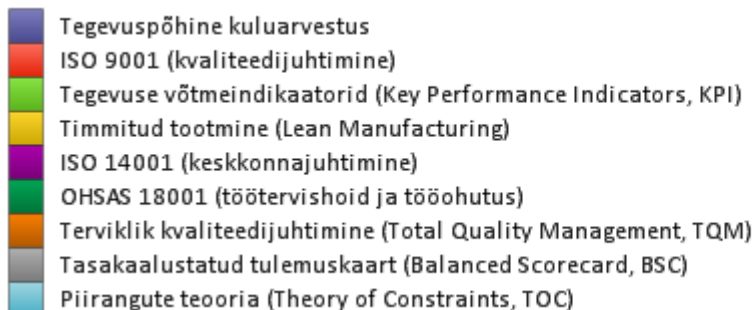 Tegevuspõhine kuluarvestus
ISO 9001 (kvaliteedijuhtimine)
Tegevuse võtmeindikaatorid (Key Performance Indicators, KPI)
Timmitud tootmine (Lean Manufacturing)
ISO 14001 (keskkonnajuhtimine)
OHSAS 18001 (töötervishoid ja tööohutus)
Terviklik kvaliteedijuhtimine (Total Quality Management, TQM)
Tasakaalustatud tulemuskaart (Balanced Scorecard, BSC)
Piirangute teooria (Theory of Constraints, TOC)